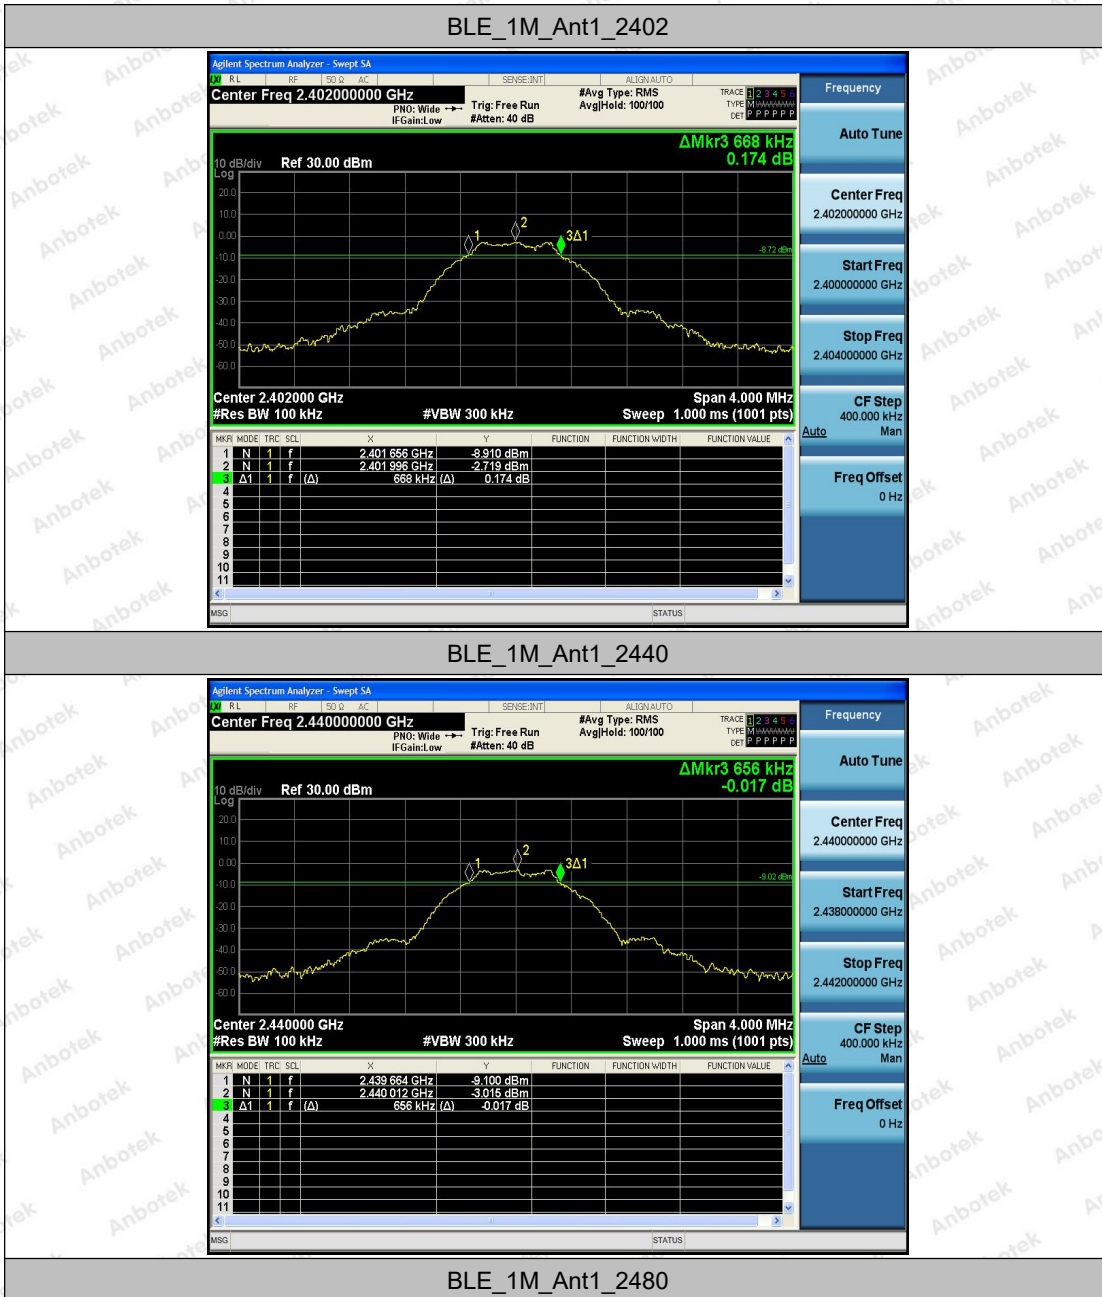 BLE_1M_Ant1_2402
Agilent Spectrum Analyzer - Swept SA
LXI RL RF 50 Ω AC SENSE:INT ALIGNAUTO
Center Freq 2.402000000 GHz
PNO: Wide
IFGain:Low
Trig: Free Run
#Atten: 40 dB
#Avg Type: RMS
Avg|Hold: 100/100
TRACE 1 2 3 4 5 6
TYPE M
DET P P P P P P
ΔMkr3 668 kHz
0.174 dB
10 dB/div Ref 30.00 dBm
Log
20.0
10.0
0.00
-10.0
-20.0
-30.0
-40.0
-50.0
-60.0
1
2
3Δ1
-8.72 dBm
Center 2.402000 GHz Span 4.000 MHz
#Res BW 100 kHz #VBW 300 kHz Sweep 1.000 ms (1001 pts)
MKR MODE TRC SCL X Y FUNCTION FUNCTION WIDTH FUNCTION VALUE
1 N 1 f 2.401 656 GHz -8.910 dBm
2 N 1 f 2.401 996 GHz -2.719 dBm
3 Δ1 1 f (Δ) 668 kHz (Δ) 0.174 dB
4
5
6
7
8
9
10
11
MSG STATUS
Frequency
Auto Tune
Center Freq
2.402000000 GHz
Start Freq
2.400000000 GHz
Stop Freq
2.404000000 GHz
CF Step
400.000 kHz
Auto Man
Freq Offset
0 Hz
BLE_1M_Ant1_2440
Agilent Spectrum Analyzer - Swept SA
LXI RL RF 50 Ω AC SENSE:INT ALIGNAUTO
Center Freq 2.440000000 GHz
PNO: Wide
IFGain:Low
Trig: Free Run
#Atten: 40 dB
#Avg Type: RMS
Avg|Hold: 100/100
TRACE 1 2 3 4 5 6
TYPE M
DET P P P P P P
ΔMkr3 656 kHz
-0.017 dB
10 dB/div Ref 30.00 dBm
Log
20.0
10.0
0.00
-10.0
-20.0
-30.0
-40.0
-50.0
-60.0
1
2
3Δ1
-9.02 dBm
Center 2.440000 GHz Span 4.000 MHz
#Res BW 100 kHz #VBW 300 kHz Sweep 1.000 ms (1001 pts)
MKR MODE TRC SCL X Y FUNCTION FUNCTION WIDTH FUNCTION VALUE
1 N 1 f 2.439 664 GHz -9.100 dBm
2 N 1 f 2.440 012 GHz -3.015 dBm
3 Δ1 1 f (Δ) 656 kHz (Δ) -0.017 dB
4
5
6
7
8
9
10
11
MSG STATUS
Frequency
Auto Tune
Center Freq
2.440000000 GHz
Start Freq
2.438000000 GHz
Stop Freq
2.442000000 GHz
CF Step
400.000 kHz
Auto Man
Freq Offset
0 Hz
BLE_1M_Ant1_2480